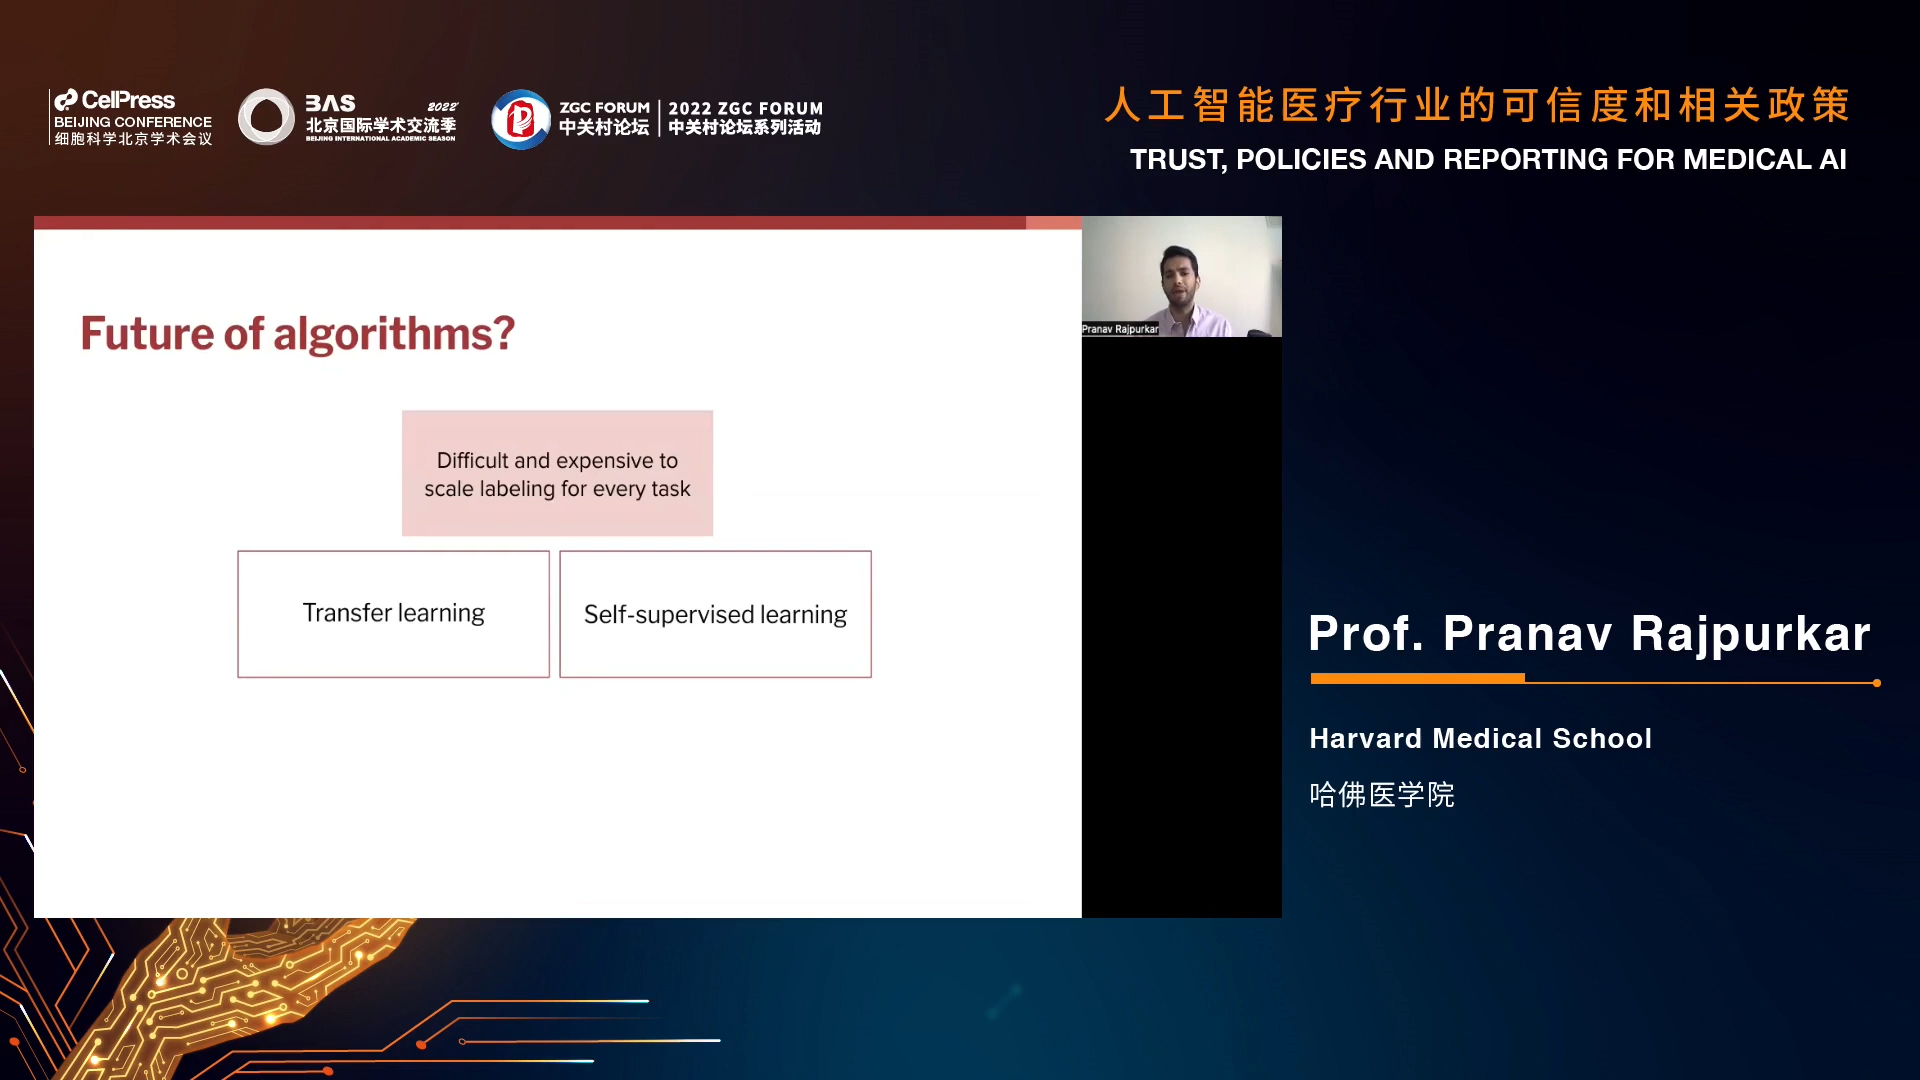 CellPress
BEIJING CONFERENCE
细胞科学北京学术会议
BAS 2022
北京国际学术交流季
BEIJING INTERNATIONAL ACADEMIC SEASON
ZGC FORUM
中关村论坛
2022 ZGC FORUM
中关村论坛系列活动
人工智能医疗行业的可信度和相关政策
TRUST, POLICIES AND REPORTING FOR MEDICAL AI
Future of algorithms?
Difficult and expensive to
scale labeling for every task
Transfer learning
Self-supervised learning
Pranav Rajpurkar
Prof. Pranav Rajpurkar
Harvard Medical School
哈佛医学院